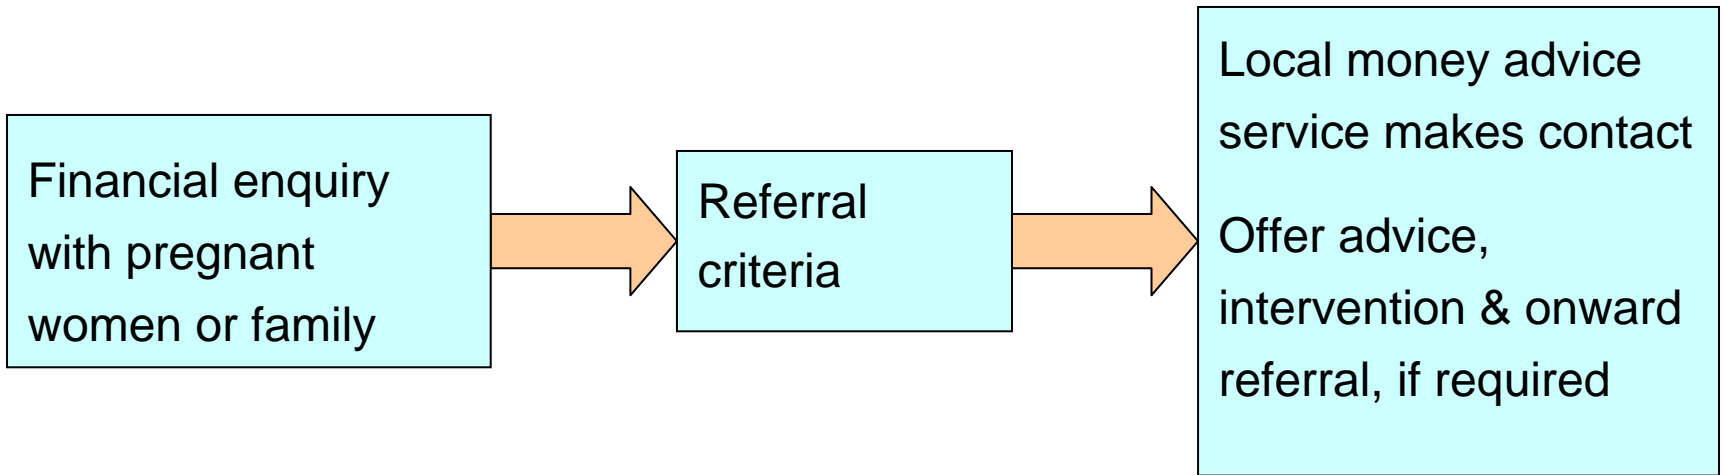 Financial enquiry
with pregnant
women or family
Referral
criteria
Local money advice
service makes contact
Offer advice,
intervention & onward
referral, if required